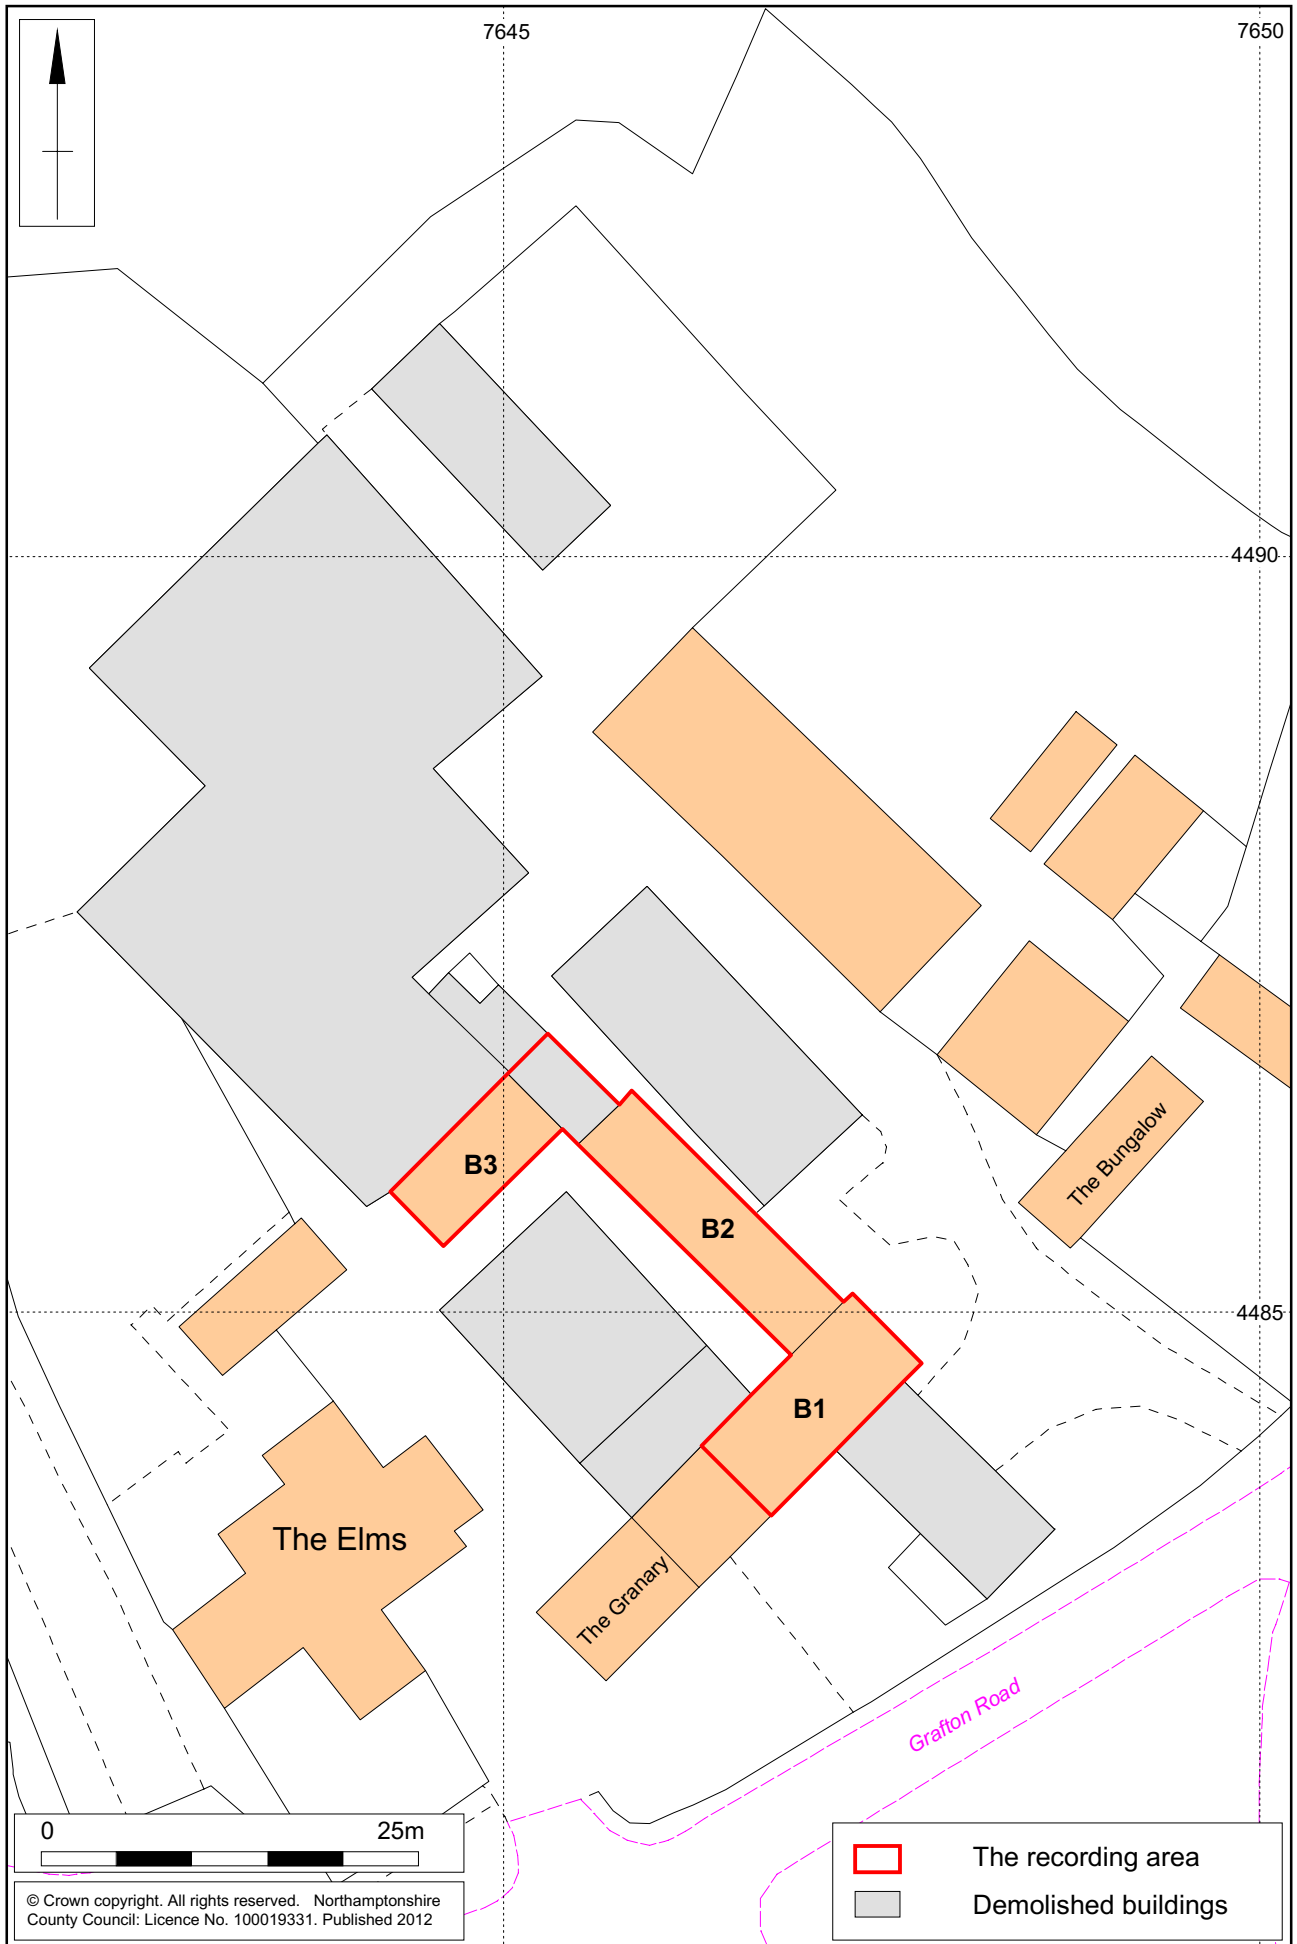 7645
7650
4490
The Bungalow
B3
B2
4485
B1
The Elms
The Granary
Grafton Road
0 25m
The recording area
Demolished buildings
© Crown copyright. All rights reserved. Northamptonshire
County Council: Licence No. 100019331. Published 2012